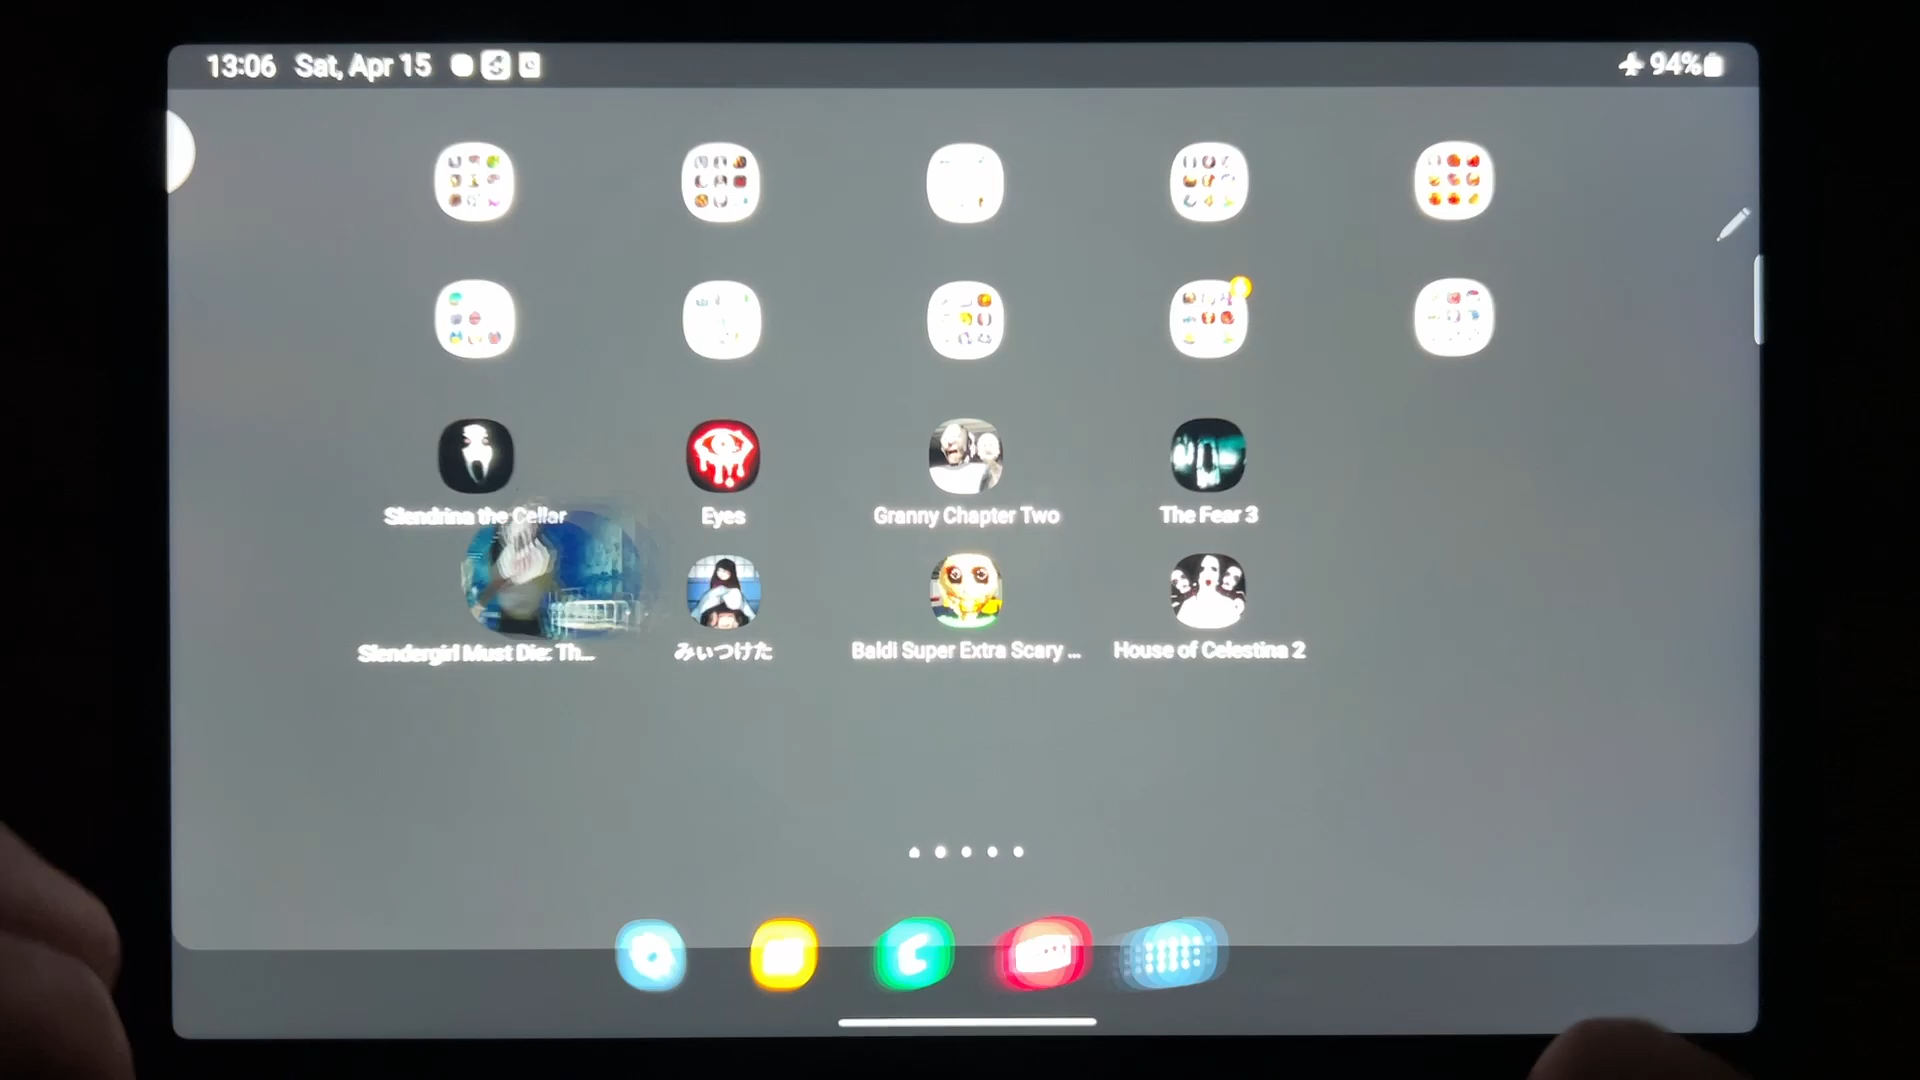 13:06 Sat, Apr 15
94%
Slendrina the Cellar
Eyes
Granny Chapter Two
The Fear 3
Slendergirl Must Die: Th...
みいつけた
Baldi Super Extra Scary ...
House of Celestina 2